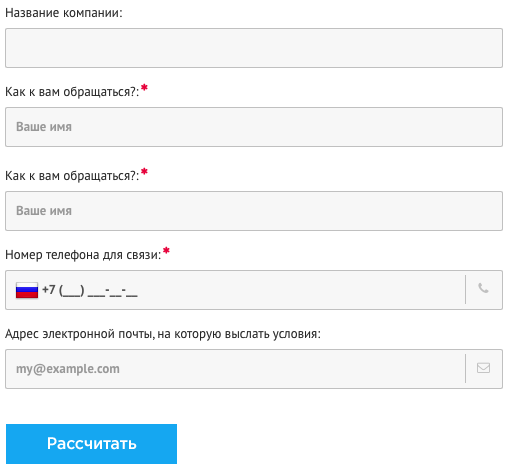 Название компании:
Как к вам обращаться?: *
Ваше имя
Как к вам обращаться?: *
Ваше имя
Номер телефона для связи: *
+7 (___) ___-__-__
Адрес электронной почты, на которую выслать условия:
my@example.com
Рассчитать